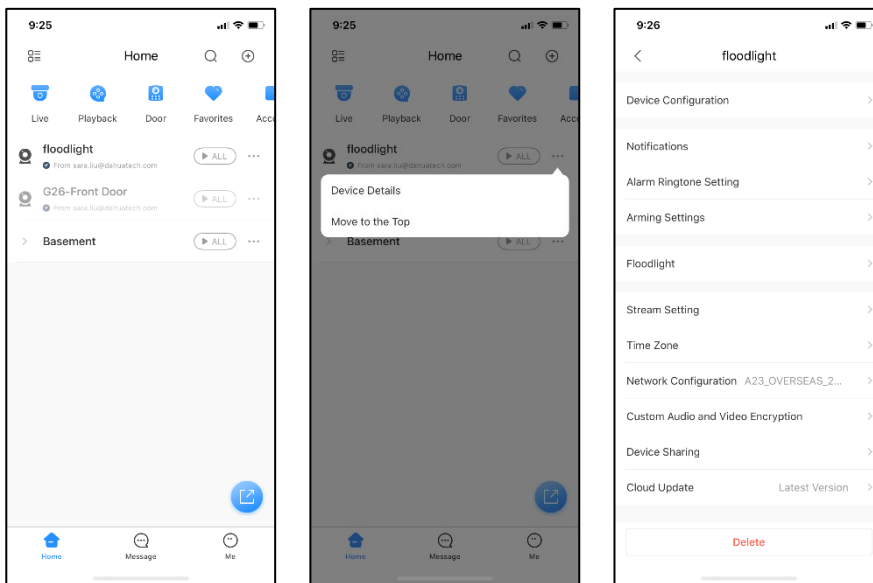 9:25
Home
Live Playback Door Favorites Acce
floodlight
From sara.liu@dahuatech.com
ALL
G26-Front Door
From sara.liu@dahuatech.com
ALL
Basement
ALL
Home Message Me
9:25
Home
Live Playback Door Favorites Acce
floodlight
From sara.liu@dahuatech.com
ALL
Device Details
Move to the Top
Basement
ALL
Home Message Me
9:26
floodlight
Device Configuration
Notifications
Alarm Ringtone Setting
Arming Settings
Floodlight
Stream Setting
Time Zone
Network Configuration A23_OVERSEAS_2...
Custom Audio and Video Encryption
Device Sharing
Cloud Update Latest Version
Delete